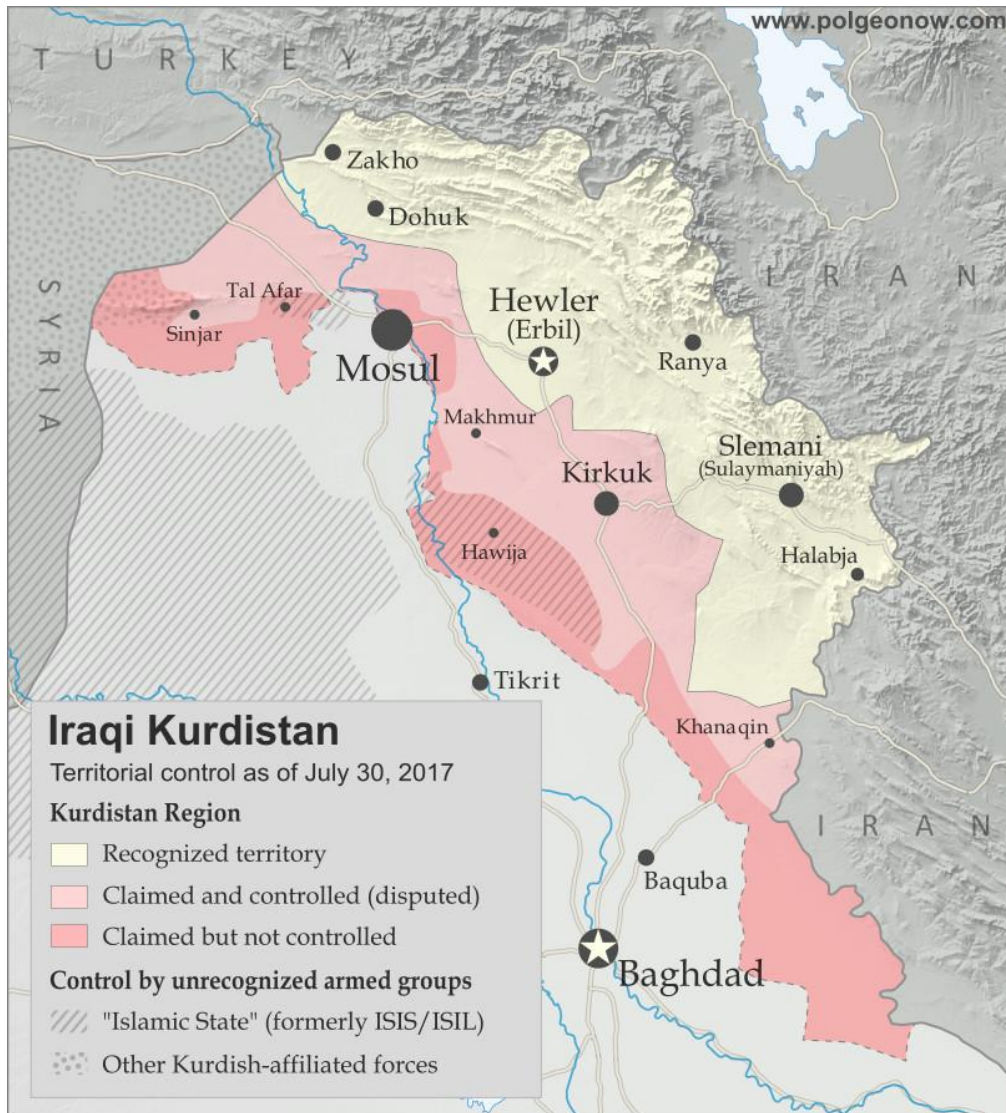 www.polgeonow.com
TURKEY
Zakho
Dohuk
IRAN
SYRIA
Tal Afar
Sinjar
Hewler
(Erbil)
Ranya
Mosul
Makhmur
Slemani
(Sulaymaniyah)
Kirkuk
Hawija
Halabja
Tikrit
Khanaqin
IRAN
Baquba
Baghdad
Iraqi Kurdistan
Territorial control as of July 30, 2017
Kurdistan Region
Recognized territory
Claimed and controlled (disputed)
Claimed but not controlled
Control by unrecognized armed groups
"Islamic State" (formerly ISIS/ISIL)
Other Kurdish-affiliated forces